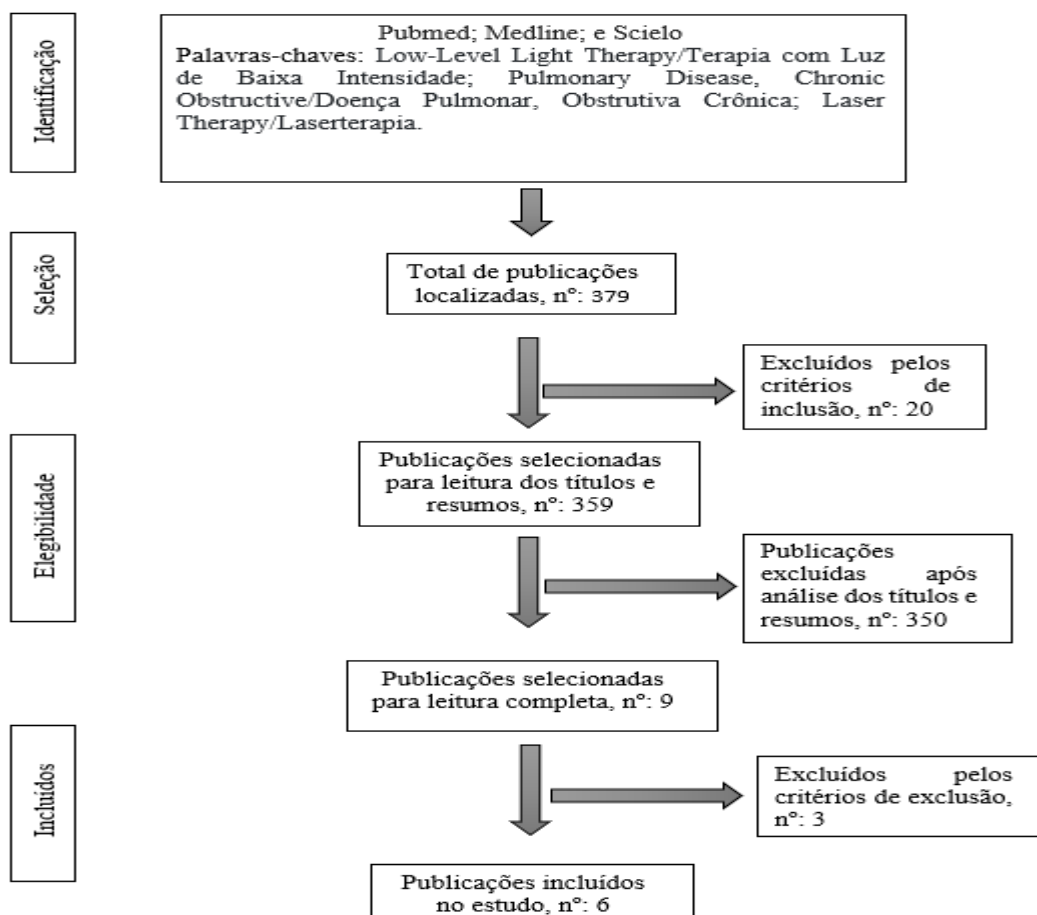 Identificação
Pubmed; Medline; e Scielo
Palavras-chaves: Low-Level Light Therapy/Terapia com Luz
de Baixa Intensidade; Pulmonary Disease, Chronic
Obstructive/Doença Pulmonar, Obstrutiva Crônica; Laser
Therapy/Laserterapia.
Seleção
Total de publicações
localizadas, nº: 379
Excluídos pelos
critérios de
inclusão, nº: 20
Elegibilidade
Publicações selecionadas
para leitura dos títulos e
resumos, nº: 359
Publicações
excluídas após
análise dos títulos e
resumos, nº: 350
Publicações selecionadas
para leitura completa, nº: 9
Incluídos
Excluídos pelos
critérios de exclusão,
nº: 3
Publicações incluídos
no estudo, nº: 6